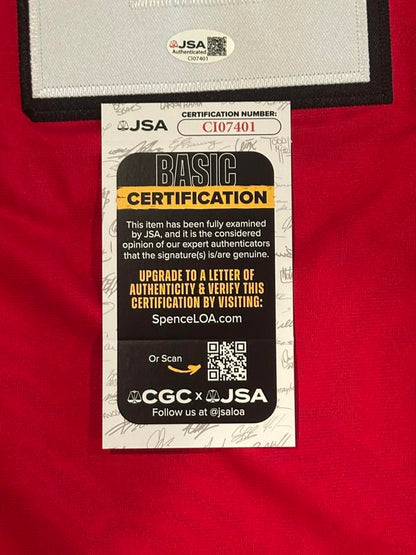 JSA
Authenticated
CI07401
JSA
CERTIFICATION NUMBER:
CI07401
BASIC
CERTIFICATION
This item has been fully examined
by JSA, and it is the considered
opinion of our expert authenticators
that the signature(s) is/are genuine.
UPGRADE TO A LETTER OF
AUTHENTICITY & VERIFY THIS
CERTIFICATION BY VISITING:
SpenceLOA.com
Or Scan
CGC x JSA
Follow us at @jsaloa